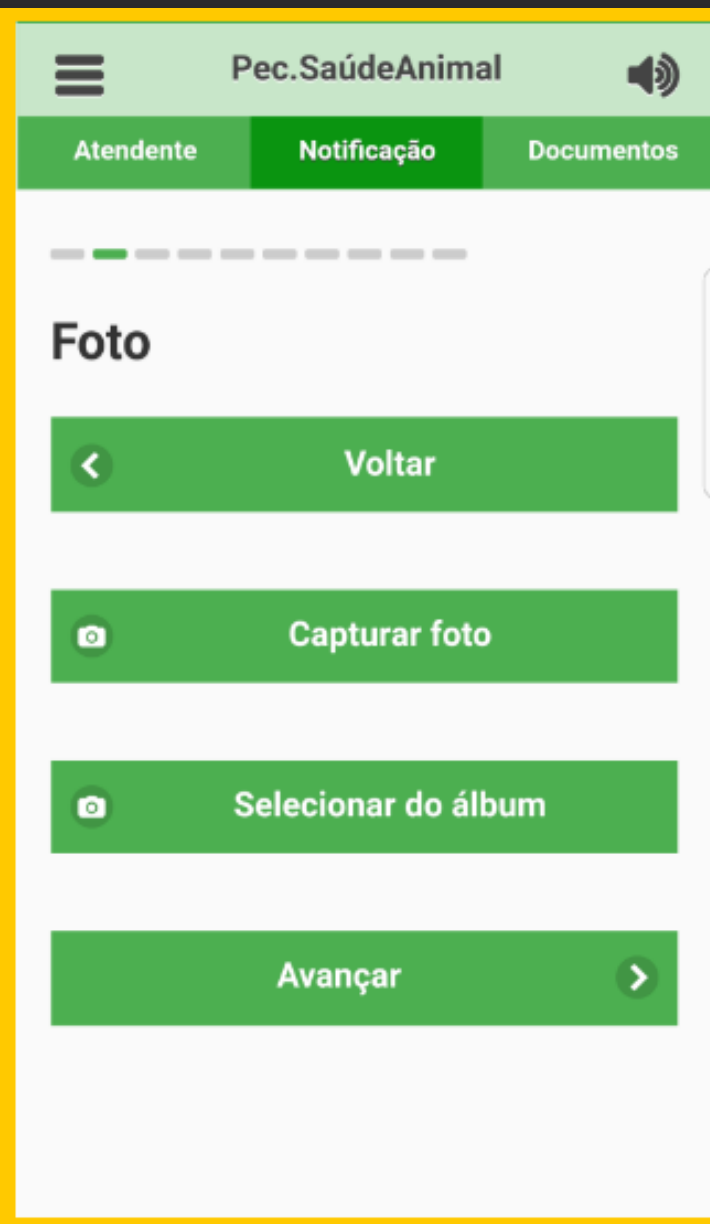 Pec.SaúdeAnimal
Atendente Notificação Documentos
Foto
Voltar
Capturar foto
Selecionar do álbum
Avançar